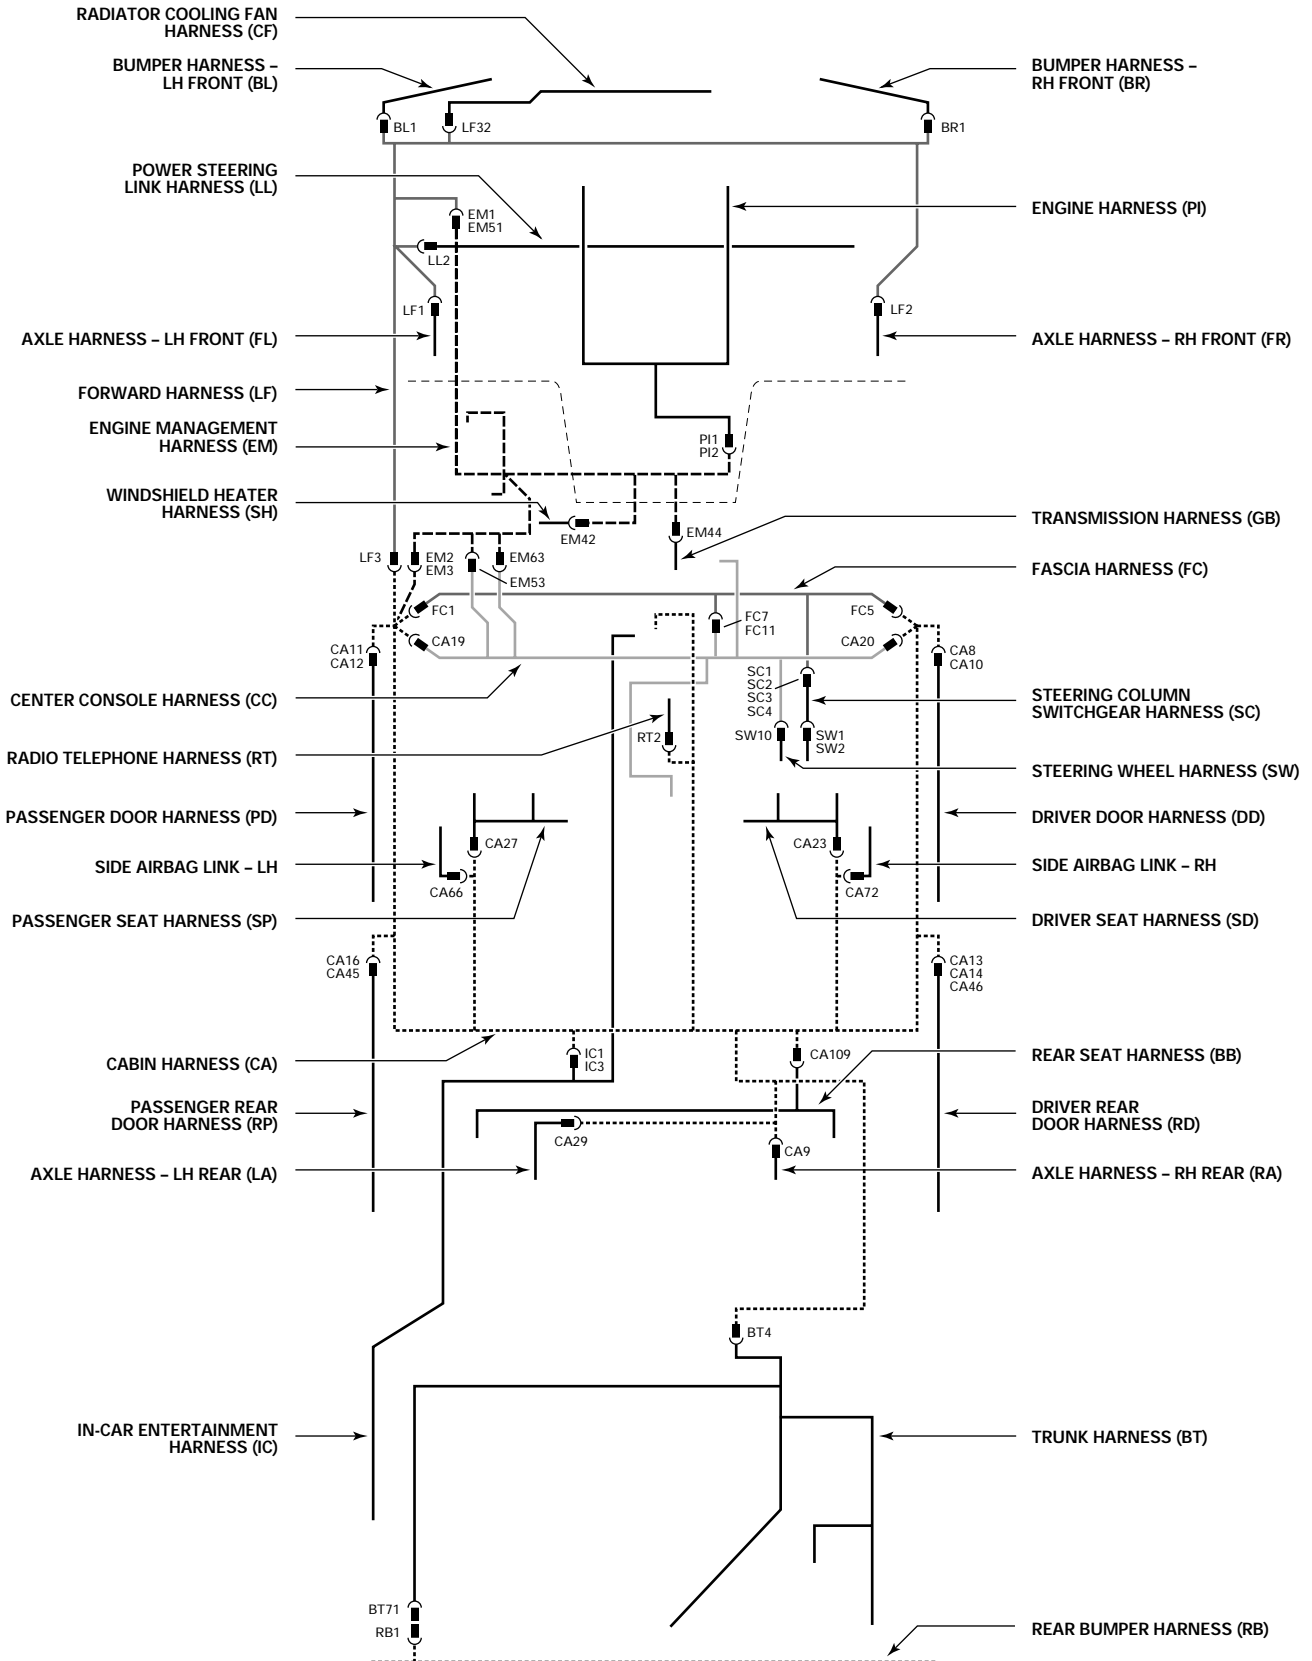 RADIATOR COOLING FAN
HARNESS (CF)
BUMPER HARNESS –
LH FRONT (BL)
BUMPER HARNESS –
RH FRONT (BR)
BL1
LF32
BR1
POWER STEERING
LINK HARNESS (LL)
ENGINE HARNESS (PI)
EM1
EM51
LL2
LF1
LF2
AXLE HARNESS – LH FRONT (FL)
AXLE HARNESS – RH FRONT (FR)
FORWARD HARNESS (LF)
ENGINE MANAGEMENT
HARNESS (EM)
PI1
PI2
WINDSHIELD HEATER
HARNESS (SH)
TRANSMISSION HARNESS (GB)
EM42
EM44
LF3
EM2
EM3
EM63
EM53
FASCIA HARNESS (FC)
FC1
FC7
FC11
FC5
CA19
CA20
CA11
CA12
CA8
CA10
SC1
SC2
SC3
SC4
CENTER CONSOLE HARNESS (CC)
STEERING COLUMN
SWITCHGEAR HARNESS (SC)
RT2
SW10
SW1
SW2
RADIO TELEPHONE HARNESS (RT)
STEERING WHEEL HARNESS (SW)
PASSENGER DOOR HARNESS (PD)
DRIVER DOOR HARNESS (DD)
CA27
CA23
SIDE AIRBAG LINK – LH
SIDE AIRBAG LINK – RH
CA66
CA72
PASSENGER SEAT HARNESS (SP)
DRIVER SEAT HARNESS (SD)
CA16
CA45
CA13
CA14
CA46
CABIN HARNESS (CA)
IC1
IC3
CA109
REAR SEAT HARNESS (BB)
PASSENGER REAR
DOOR HARNESS (RP)
DRIVER REAR
DOOR HARNESS (RD)
CA29
CA9
AXLE HARNESS – LH REAR (LA)
AXLE HARNESS – RH REAR (RA)
BT4
IN-CAR ENTERTAINMENT
HARNESS (IC)
TRUNK HARNESS (BT)
BT71
RB1
REAR BUMPER HARNESS (RB)